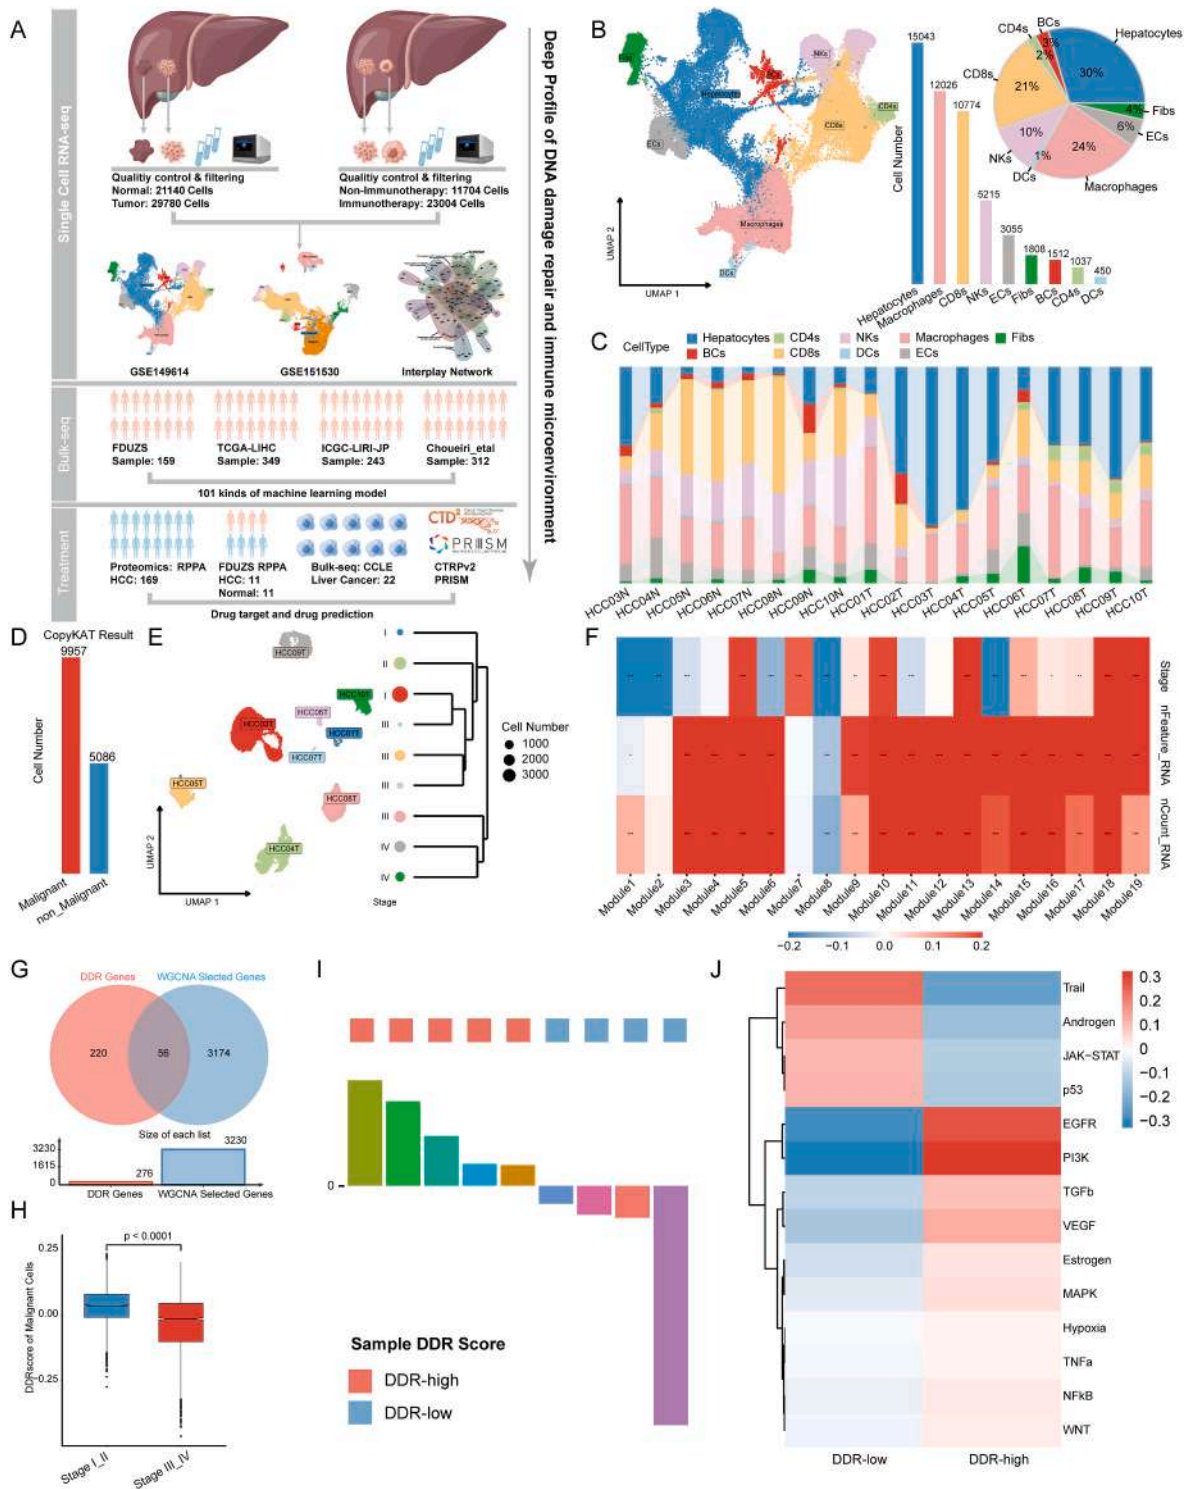 A
Single Cell RNA-seq
Qualitiy control & filtering
Normal: 21140 Cells
Tumor: 29780 Cells
Qualitiy control & filtering
Non-Immunotherapy: 11704 Cells
Immunotherapy: 23004 Cells
GSE149614
GSE151530
Interplay Network
Bulk-seq
FDUZS
Sample: 159
TCGA-LIHC
Sample: 349
ICGC-LIRI-JP
Sample: 243
Choueiri_etal
Sample: 312
101 kinds of machine learning model
Treatment
Proteomics: RPPA
HCC: 169
FDUZS RPPA
HCC: 11
Normal: 11
Bulk-seq: CCLE
Liver Cancer: 22
CTD²
PRISM
CTRPv2
PRISM
Drug target and drug prediction
Deep Profile of DNA damage repair and immune microenvironment
B
Hepatocytes
BCs
NKs
CD4s
CD8s
ECs
Macrophages
DCs
UMAP 2
UMAP 1
Cell Number
15043
12026
10774
5215
3055
1808
1512
1037
450
Hepatocytes
Macrophages
CD8s
NKs
ECs
Fibs
BCs
CD4s
DCs
BCs
CD4s
Hepatocytes
CD8s
Fibs
ECs
NKs
DCs
Macrophages
3%
2%
30%
21%
4%
6%
10%
1%
24%
C
CellType
Hepatocytes
CD4s
NKs
Macrophages
Fibs
BCs
CD8s
DCs
ECs
HCC03N
HCC04N
HCC05N
HCC06N
HCC07N
HCC08N
HCC09N
HCC10N
HCC01T
HCC02T
HCC03T
HCC04T
HCC05T
HCC06T
HCC07T
HCC08T
HCC09T
HCC10T
D
CopyKAT Result
9957
5086
Cell Number
Malignant
non_Malignant
E
HCC09T
HCC10T
HCC06T
HCC01T
HCC07T
HCC05T
HCC08T
HCC04T
UMAP 2
UMAP 1
I
II
I
III
III
III
III
IV
IV
Stage
Cell Number
1000
2000
3000
F
Stage
nFeature_RNA
nCount_RNA
Module1
Module2
Module3
Module4
Module5
Module6
Module7
Module8
Module9
Module10
Module11
Module12
Module13
Module14
Module15
Module16
Module17
Module18
Module19
−0.2
−0.1
0.0
0.1
0.2
G
DDR Genes
WGCNA Slected Genes
220
56
3174
Size of each list
3230
1615
0
276
3230
DDR Genes
WGCNA Selected Genes
H
p < 0.0001
DDRscore of Malignant Cells
0.25
0.00
−0.25
Stage I_II
Stage III_IV
I
0
Sample DDR Score
DDR-high
DDR-low
J
Trail
Androgen
JAK−STAT
p53
EGFR
PI3K
TGFb
VEGF
Estrogen
MAPK
Hypoxia
TNFa
NFkB
WNT
DDR-low
DDR-high
0.3
0.2
0.1
0
−0.1
−0.2
−0.3